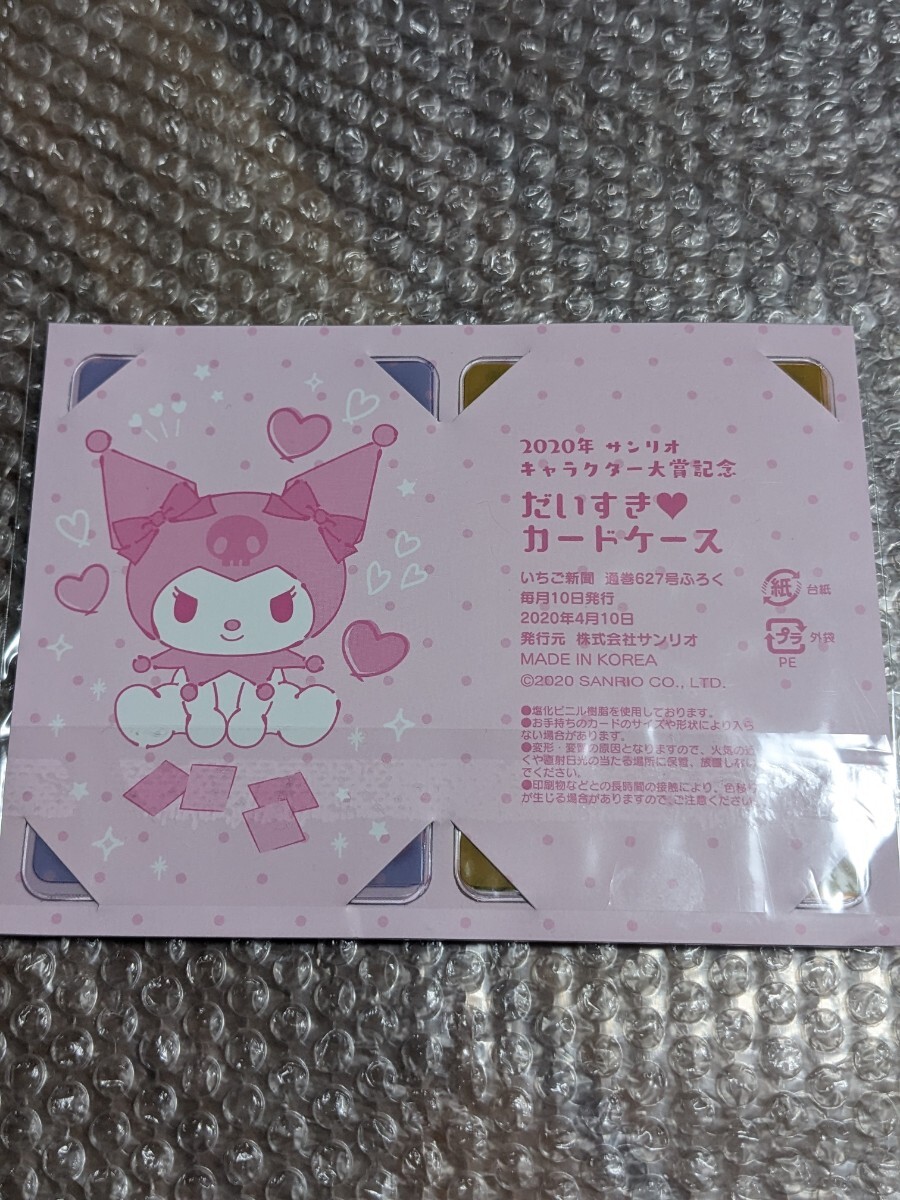 2020年 サンリオ
キャラクター大賞記念
だいすき♥
カードケース
いちご新聞 通巻627号ふろく
毎月10日発行
2020年4月10日
発行元 株式会社サンリオ
MADE IN KOREA
©2020 SANRIO CO., LTD.
紙 台紙
プラ 外袋
PE
●塩化ビニル樹脂を使用しております。
●お手持ちのカードのサイズや形状により入ら
ない場合があります。
●変形・変質の原因となりますので、火気の近
くや直射日光の当たる場所に保管、放置しない
でください。
●印刷物などとの長時間の接触により、色移り
が生じる場合がありますので、ご注意ください。